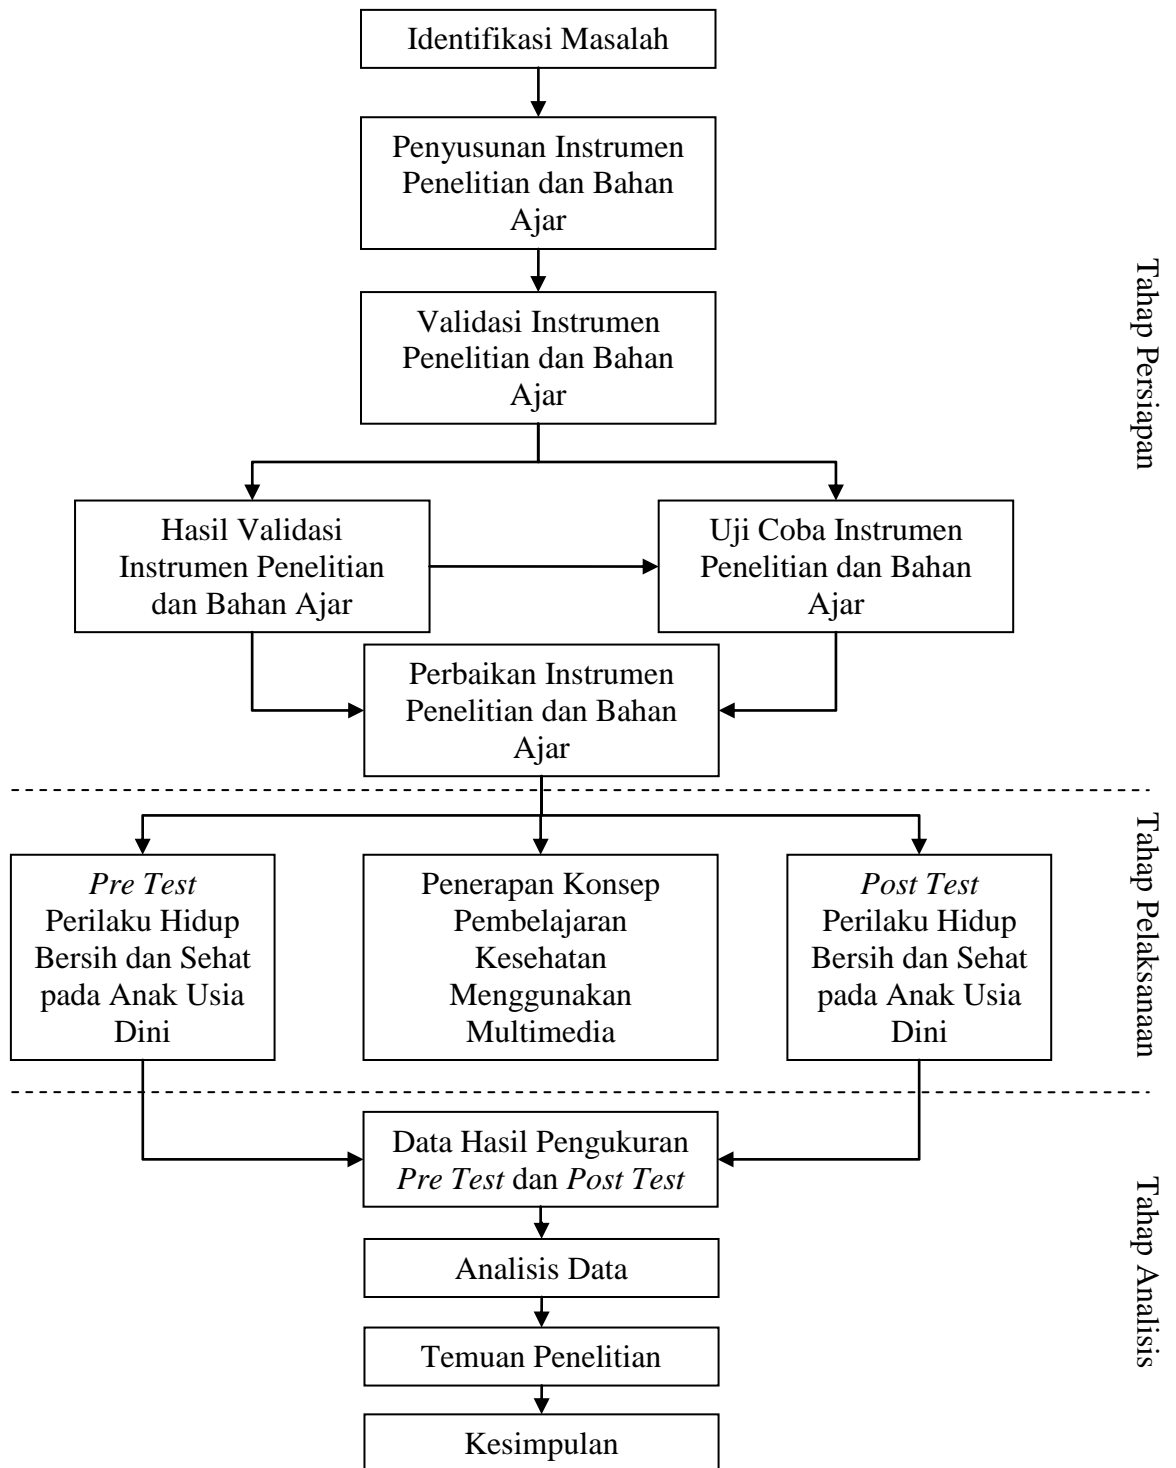 Identifikasi Masalah
Penyusunan Instrumen
Penelitian dan Bahan
Ajar
Validasi Instrumen
Penelitian dan Bahan
Ajar
Tahap Persiapan
Hasil Validasi
Instrumen Penelitian
dan Bahan Ajar
Uji Coba Instrumen
Penelitian dan Bahan
Ajar
Perbaikan Instrumen
Penelitian dan Bahan
Ajar
Pre Test
Perilaku Hidup
Bersih dan Sehat
pada Anak Usia
Dini
Penerapan Konsep
Pembelajaran
Kesehatan
Menggunakan
Multimedia
Post Test
Perilaku Hidup
Bersih dan Sehat
pada Anak Usia
Dini
Tahap Pelaksanaan
Data Hasil Pengukuran
Pre Test dan Post Test
Analisis Data
Temuan Penelitian
Kesimpulan
Tahap Analisis